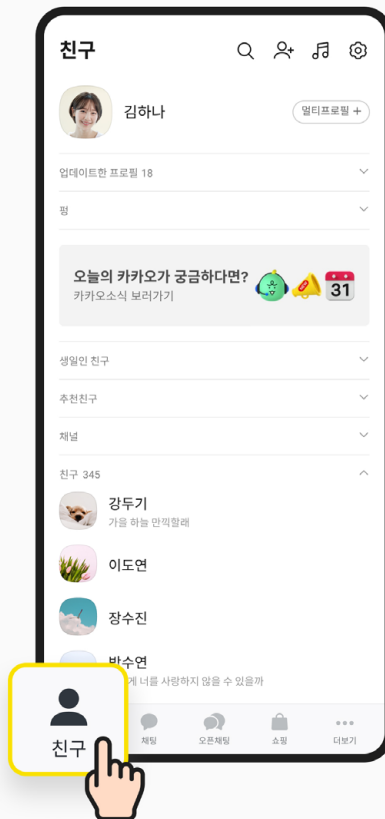 친구
김하나
멀티프로필 +
업데이트한 프로필 18
펑
오늘의 카카오가 궁금하다면?
카카오소식 보러가기
31
생일인 친구
추천친구
채널
친구 345
강두기
가을 하늘 만끽할래
이도연
장수진
박수연
게 너를 사랑하지 않을 수 있을까
친구
채팅
오픈채팅
쇼핑
더보기